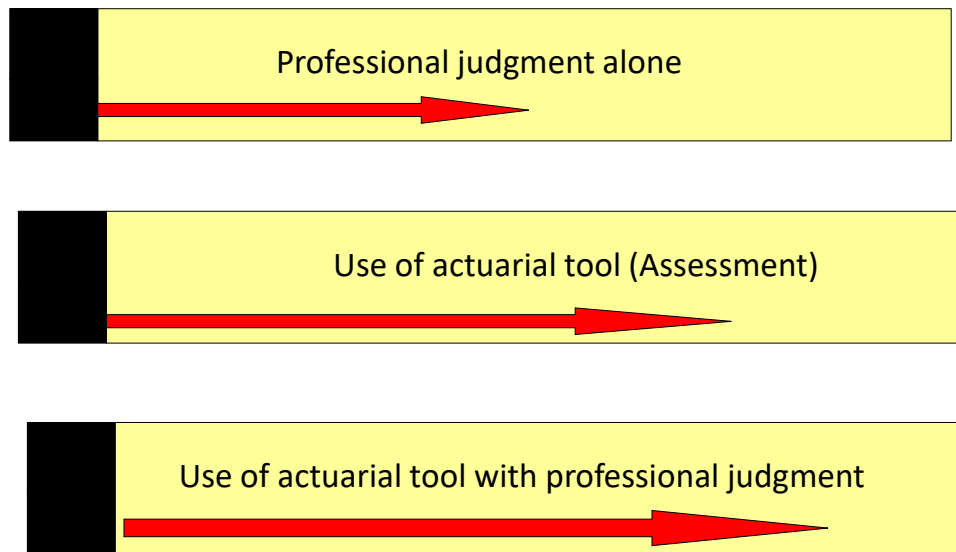 Professional judgment alone
Use of actuarial tool (Assessment)
Use of actuarial tool with professional judgment